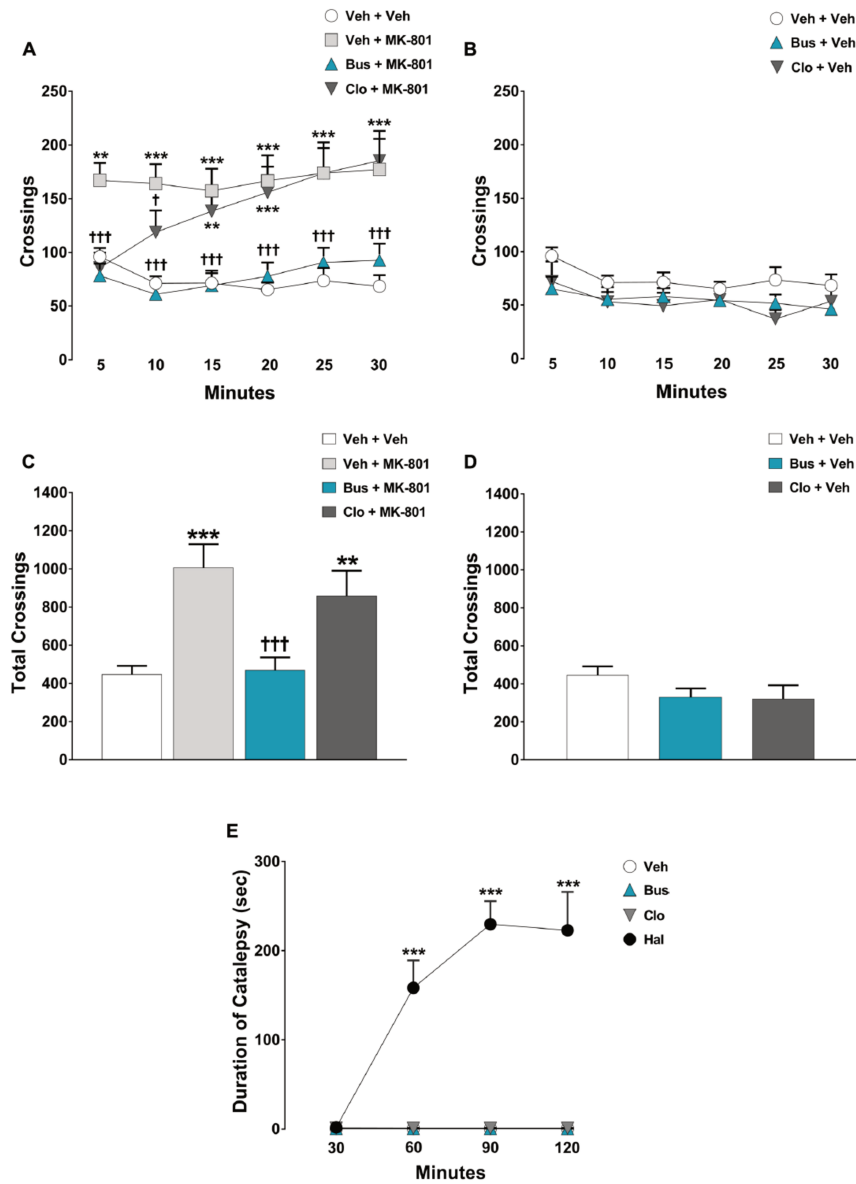 A
Veh + Veh
Veh + MK-801
Bus + MK-801
Clo + MK-801
Crossings
250
200
150
100
50
0
** *** *** *** *** ***
†
** ***
††† ††† ††† ††† ††† †††
5 10 15 20 25 30
Minutes
B
Veh + Veh
Bus + Veh
Clo + Veh
Crossings
250
200
150
100
50
0
5 10 15 20 25 30
Minutes
C
Veh + Veh
Veh + MK-801
Bus + MK-801
Clo + MK-801
Total Crossings
1400
1200
1000
800
600
400
200
0
***
†††
**
D
Veh + Veh
Bus + Veh
Clo + Veh
Total Crossings
1400
1200
1000
800
600
400
200
0
E
Veh
Bus
Clo
Hal
Duration of Catalepsy (sec)
300
200
100
0
*** *** ***
30 60 90 120
Minutes